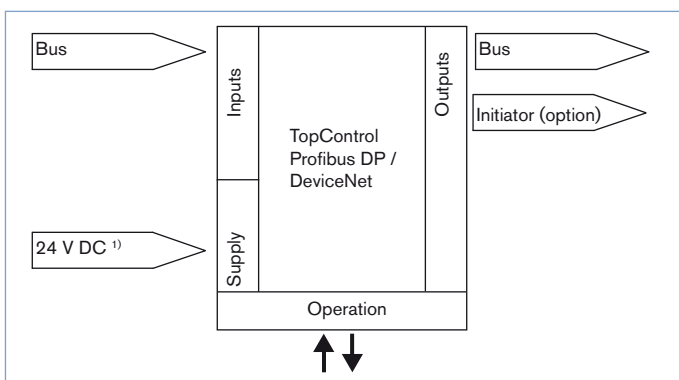 Bus
Inputs
Outputs
Bus
Initiator (option)
TopControl
Profibus DP /
DeviceNet
24 V DC 1)
Supply
Operation